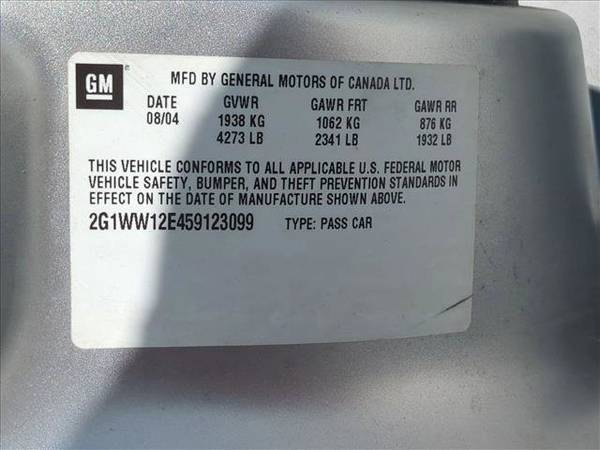 GM ® MFD BY GENERAL MOTORS OF CANADA LTD.
DATE GVWR GAWR FRT GAWR RR
08/04 1938 KG 1062 KG 876 KG
4273 LB 2341 LB 1932 LB
THIS VEHICLE CONFORMS TO ALL APPLICABLE U.S. FEDERAL MOTOR
VEHICLE SAFETY, BUMPER, AND THEFT PREVENTION STANDARDS IN
EFFECT ON THE DATE OF MANUFACTURE SHOWN ABOVE.
2G1WW12E459123099 TYPE: PASS CAR